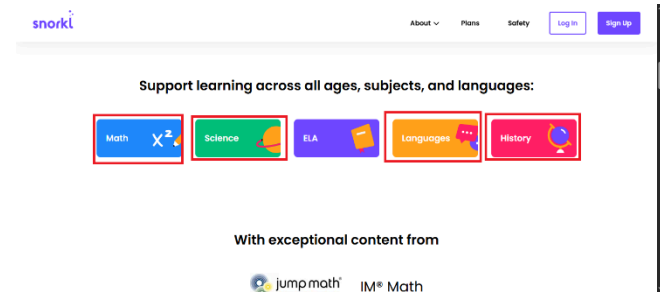 snorkl
About Plans Safety Log In Sign Up
Support learning across all ages, subjects, and languages:
Math x² Science ELA Languages History
With exceptional content from
jump math® IM® Math